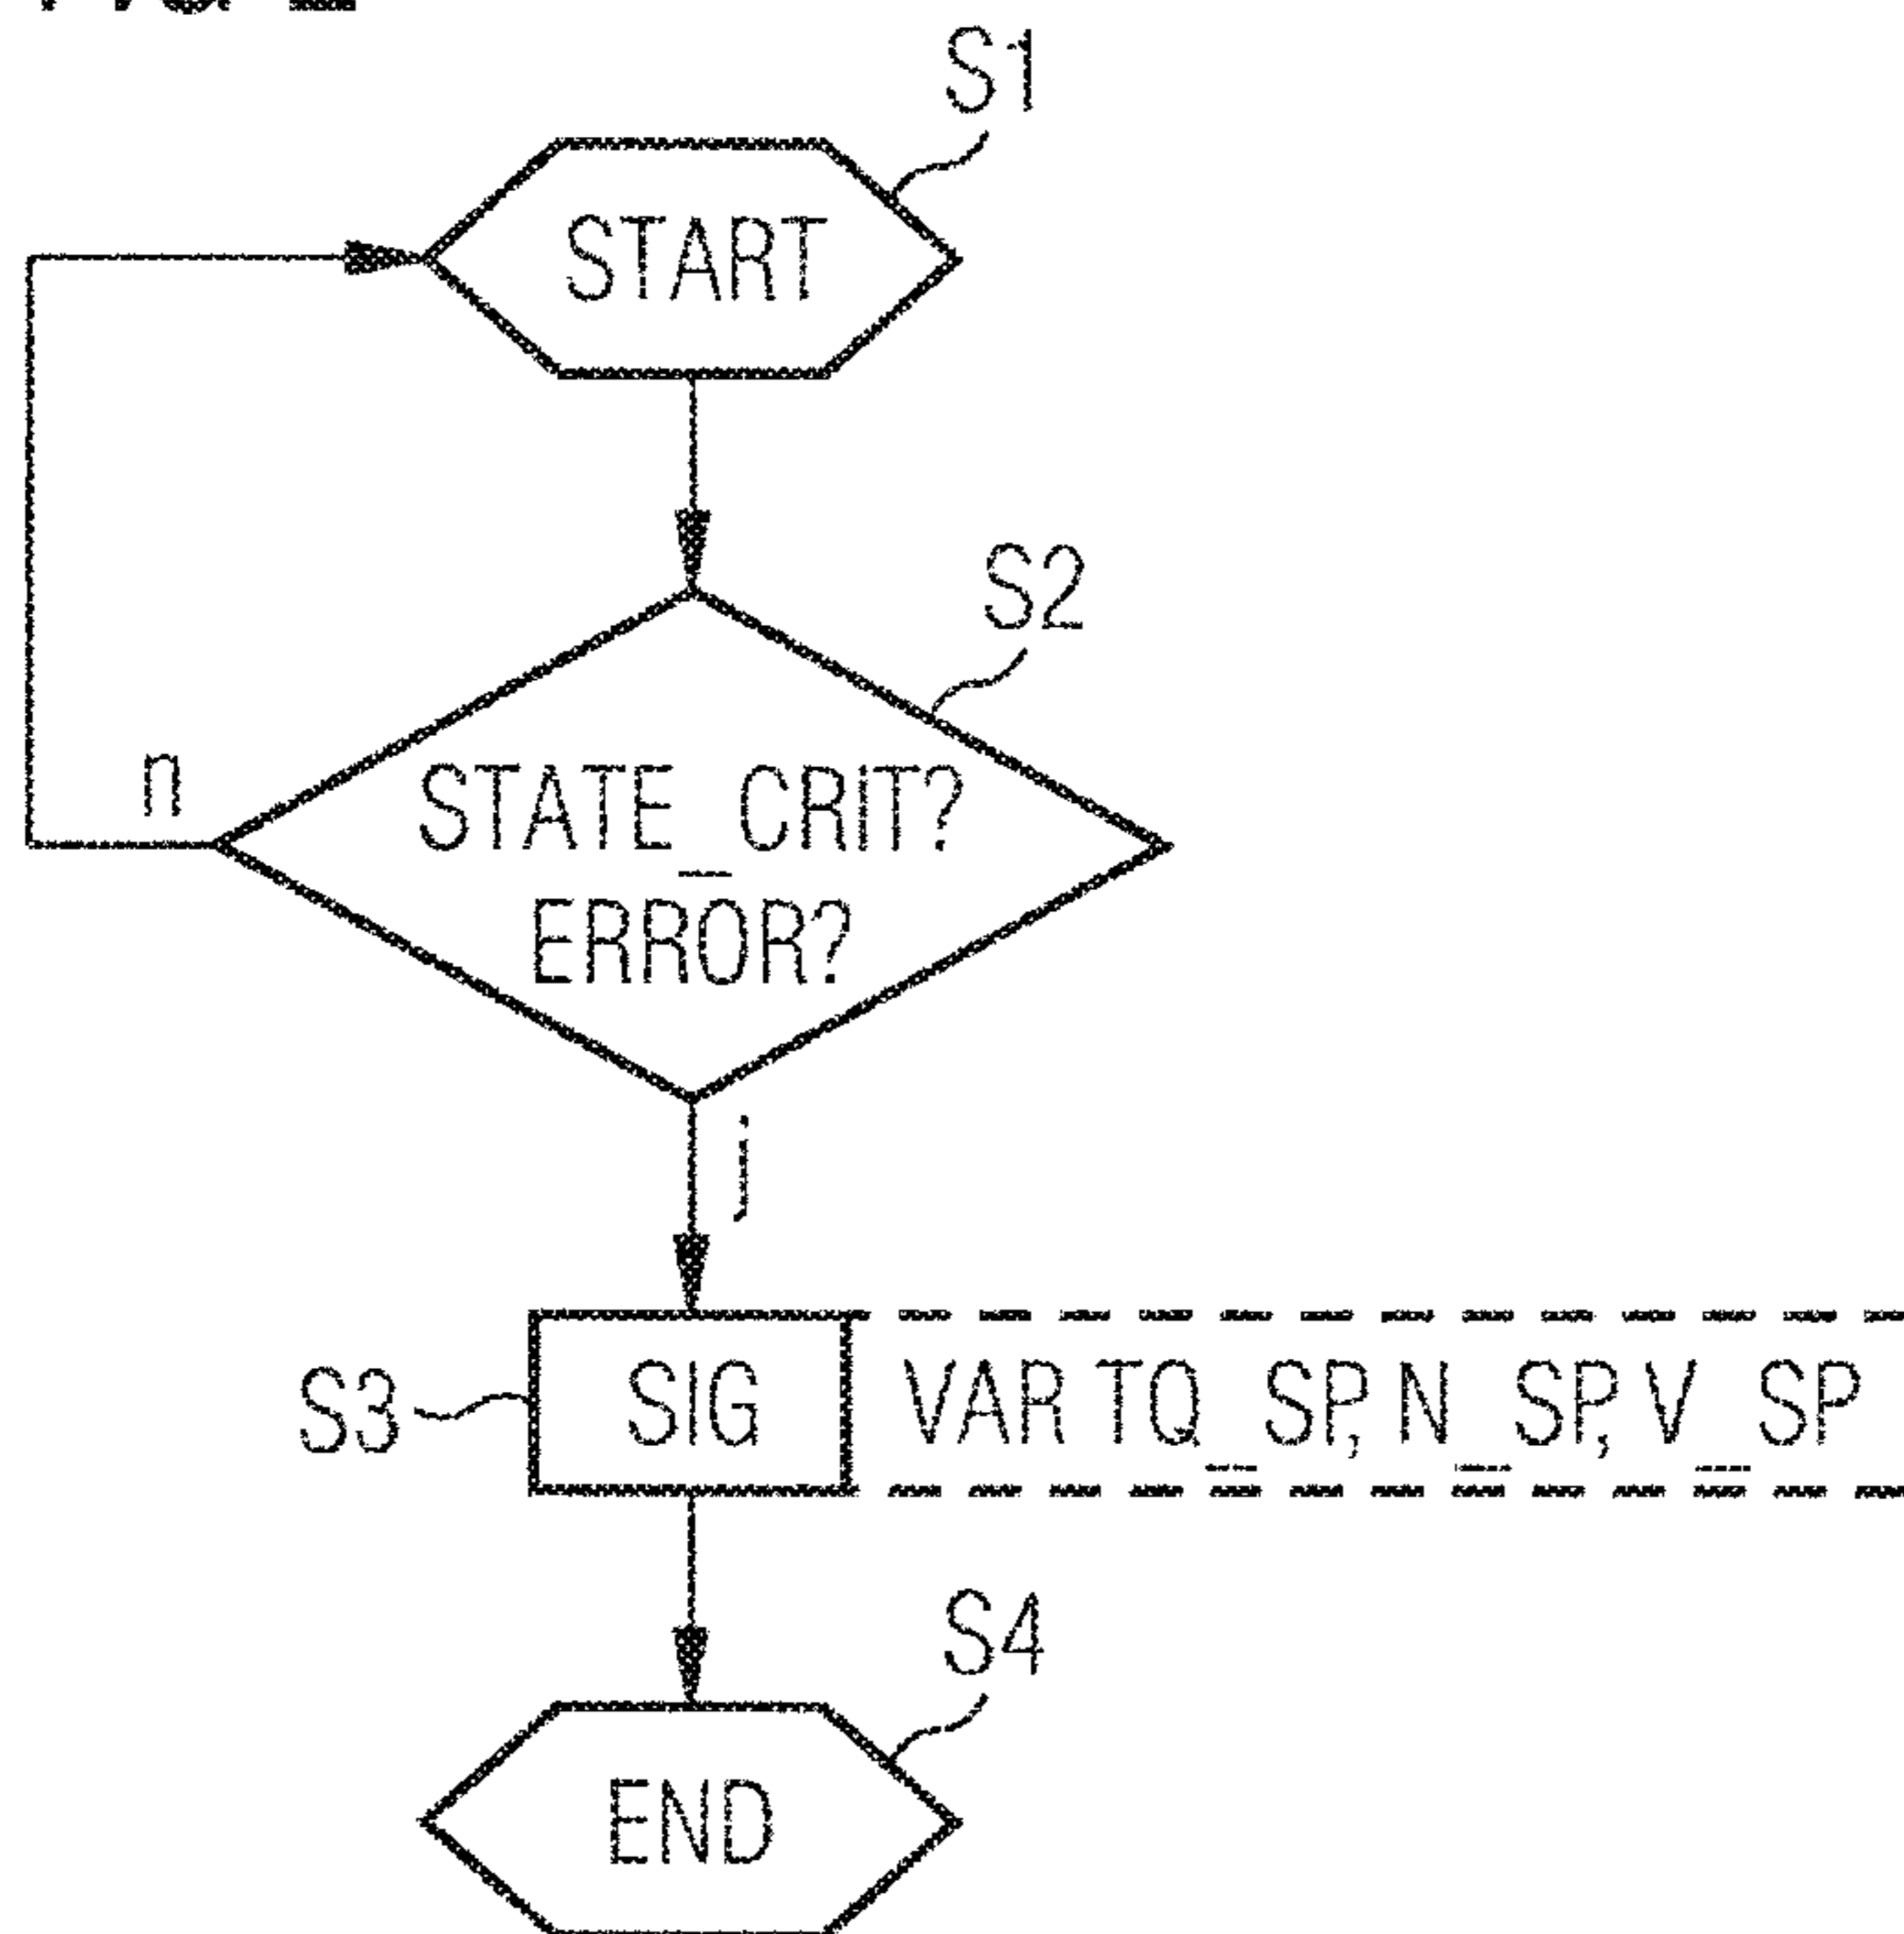 S1
START
S2
n
STATE_CRIT?
ERROR?
j
S3
SIG
VAR TQ_SP, N_SP, V_SP
S4
END